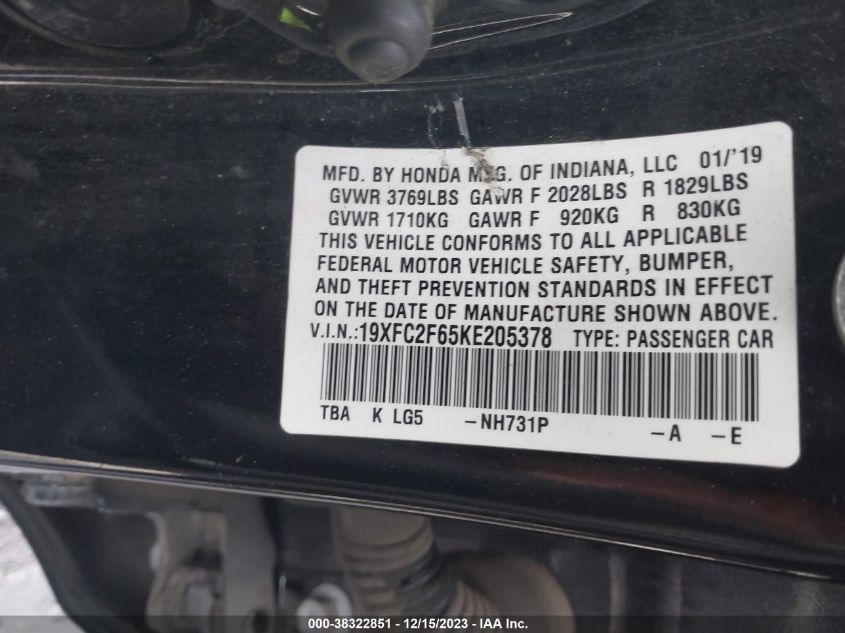 MFD. BY HONDA MFG. OF INDIANA, LLC 01/'19
GVWR 3769LBS GAWR F 2028LBS R 1829LBS
GVWR 1710KG GAWR F 920KG R 830KG
THIS VEHICLE CONFORMS TO ALL APPLICABLE
FEDERAL MOTOR VEHICLE SAFETY, BUMPER,
AND THEFT PREVENTION STANDARDS IN EFFECT
ON THE DATE OF MANUFACTURE SHOWN ABOVE.
V.I.N.:19XFC2F65KE205378 TYPE: PASSENGER CAR
TBA K LG5 -NH731P -A -E
000-38322851 - 12/15/2023 - IAA Inc.